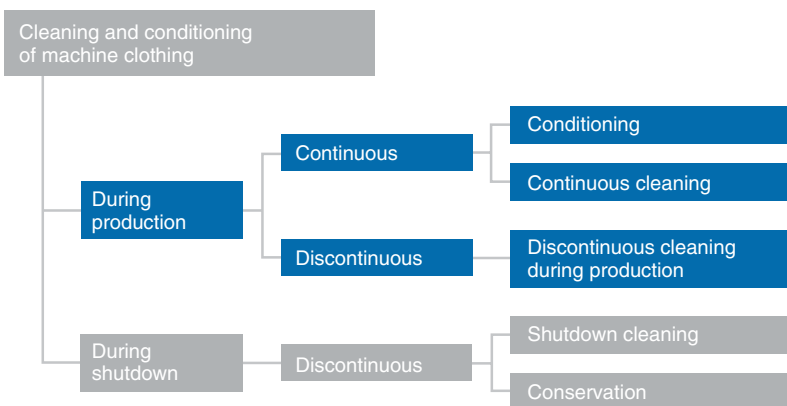 Cleaning and conditioning
of machine clothing
During
production
Continuous
Conditioning
Continuous cleaning
Discontinuous
Discontinuous cleaning
during production
During
shutdown
Discontinuous
Shutdown cleaning
Conservation